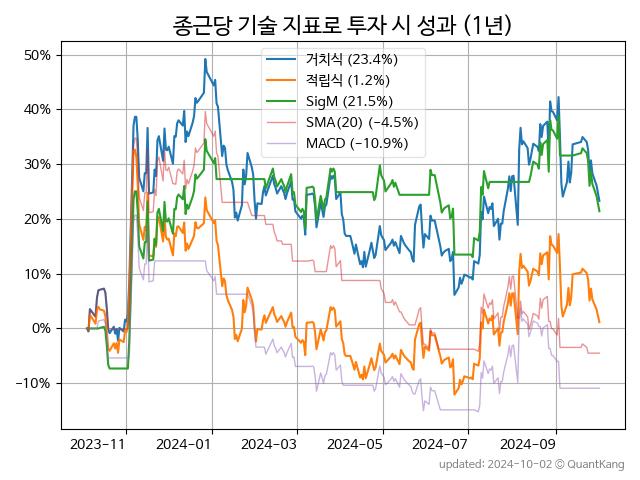 종근당 기술 지표로 투자 시 성과 (1년)
거치식 (23.4%)
적립식 (1.2%)
SigM (21.5%)
SMA(20) (−4.5%)
MACD (−10.9%)
50%
40%
30%
20%
10%
0%
−10%
2023−11 2024−01 2024−03 2024−05 2024−07 2024−09
updated: 2024-10-02 © QuantKang